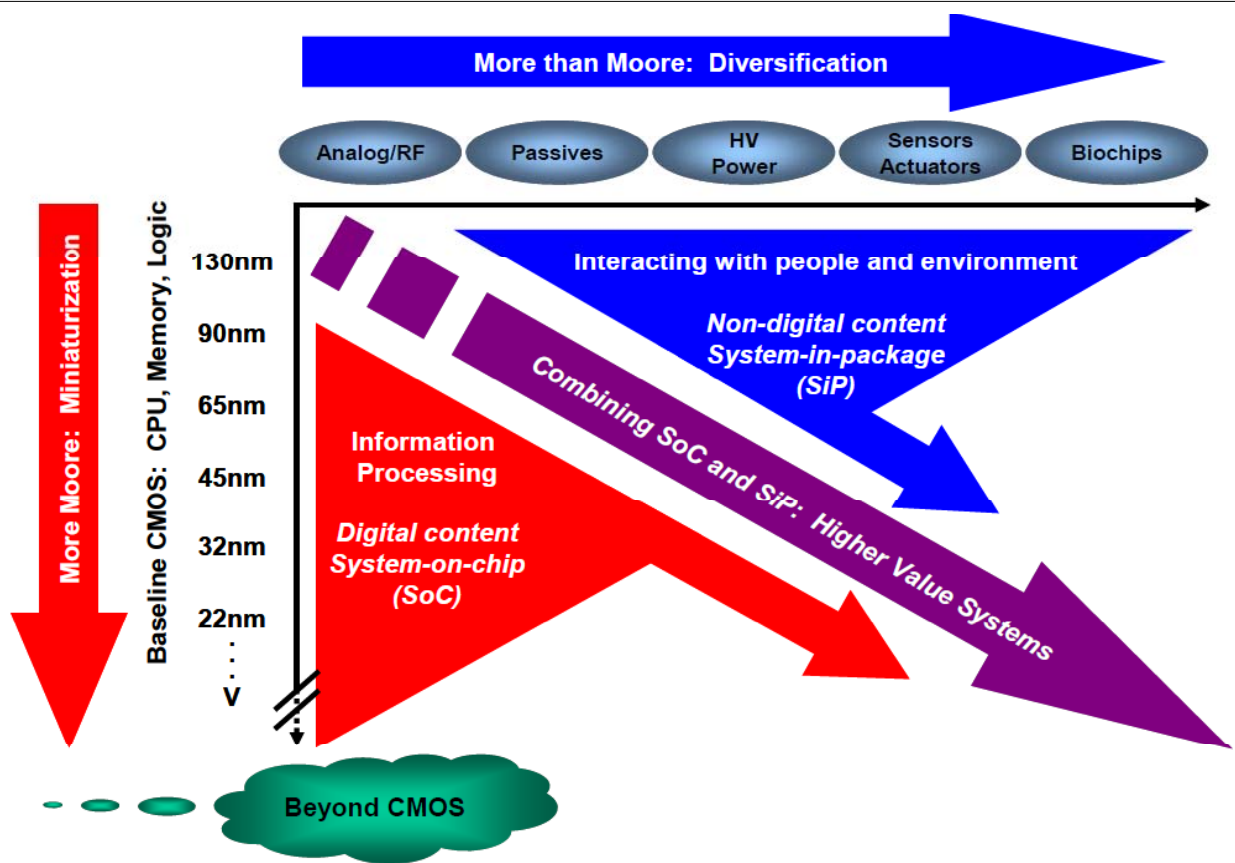 More than Moore: Diversification
Analog/RF
Passives
HV
Power
Sensors
Actuators
Biochips
More Moore: Miniaturization
Baseline CMOS: CPU, Memory, Logic
130nm
90nm
65nm
45nm
32nm
22nm
V
Interacting with people and environment
Non-digital content
System-in-package
(SiP)
Combining SoC and SiP: Higher Value Systems
Information
Processing
Digital content
System-on-chip
(SoC)
Beyond CMOS